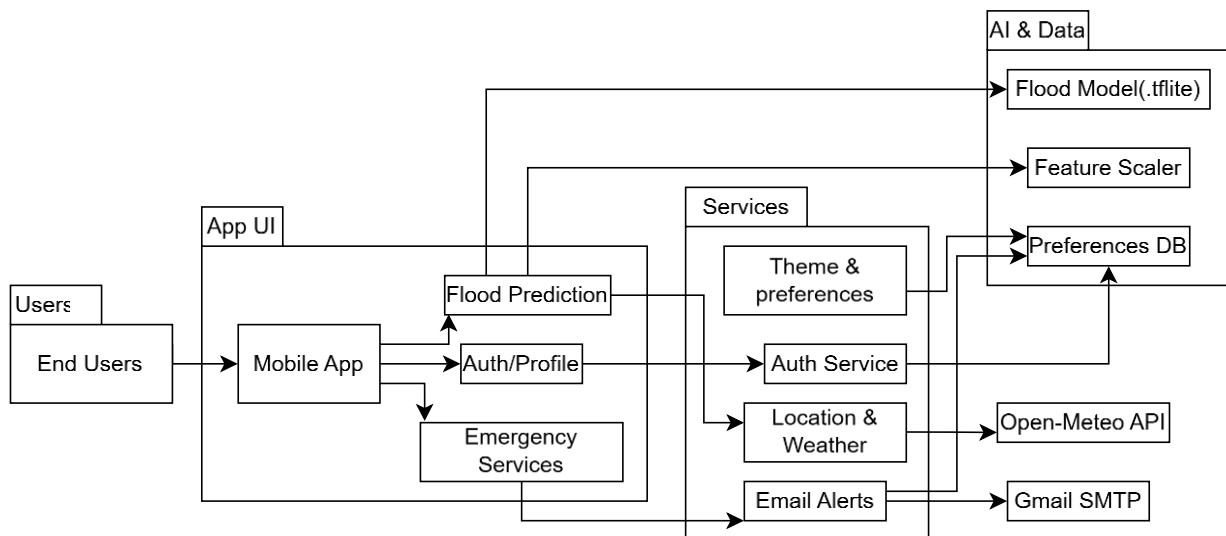 AI & Data
Flood Model(.tflite)
Feature Scaler
Services
App UI
Preferences DB
Theme &
preferences
Flood Prediction
Users
End Users
Mobile App
Auth/Profile
Auth Service
Location &
Weather
Open-Meteo API
Emergency
Services
Email Alerts
Gmail SMTP